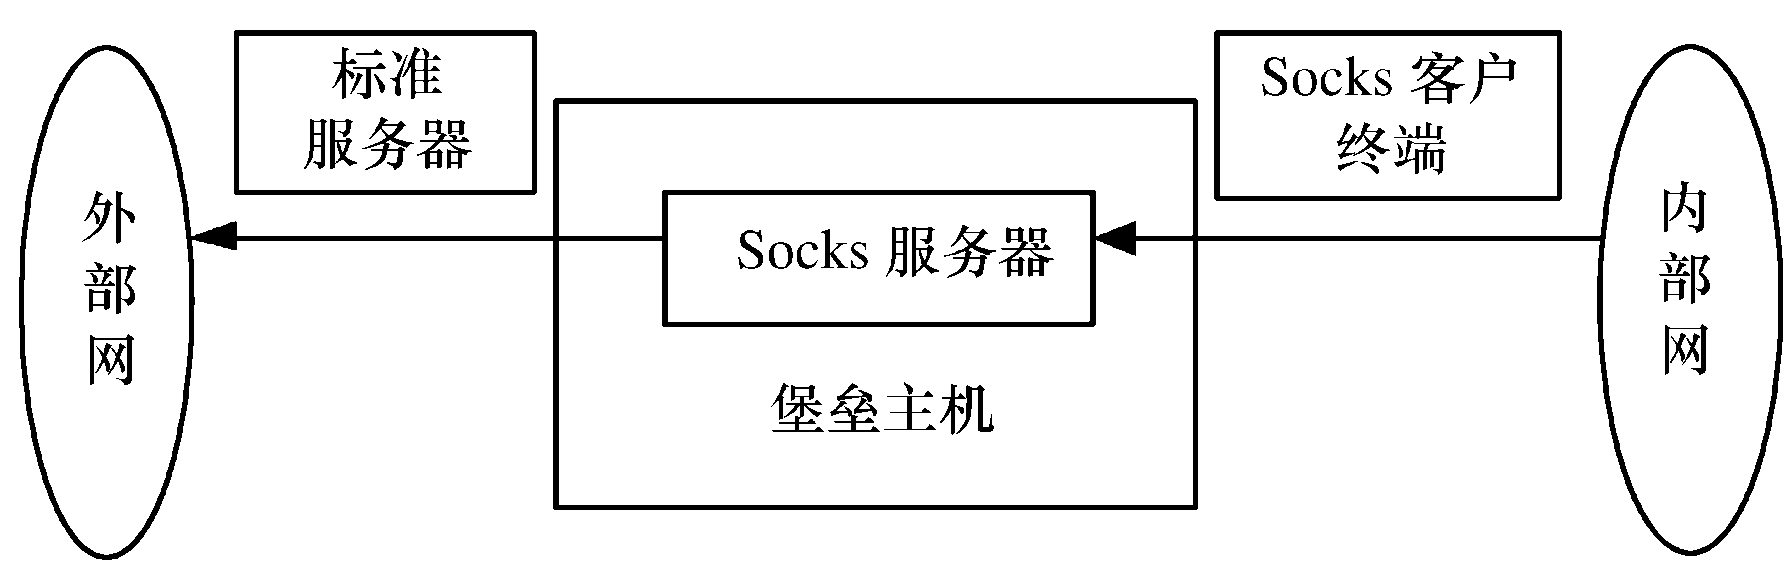 外部网
标准
服务器
Socks 服务器
堡垒主机
Socks 客户
终端
内部网